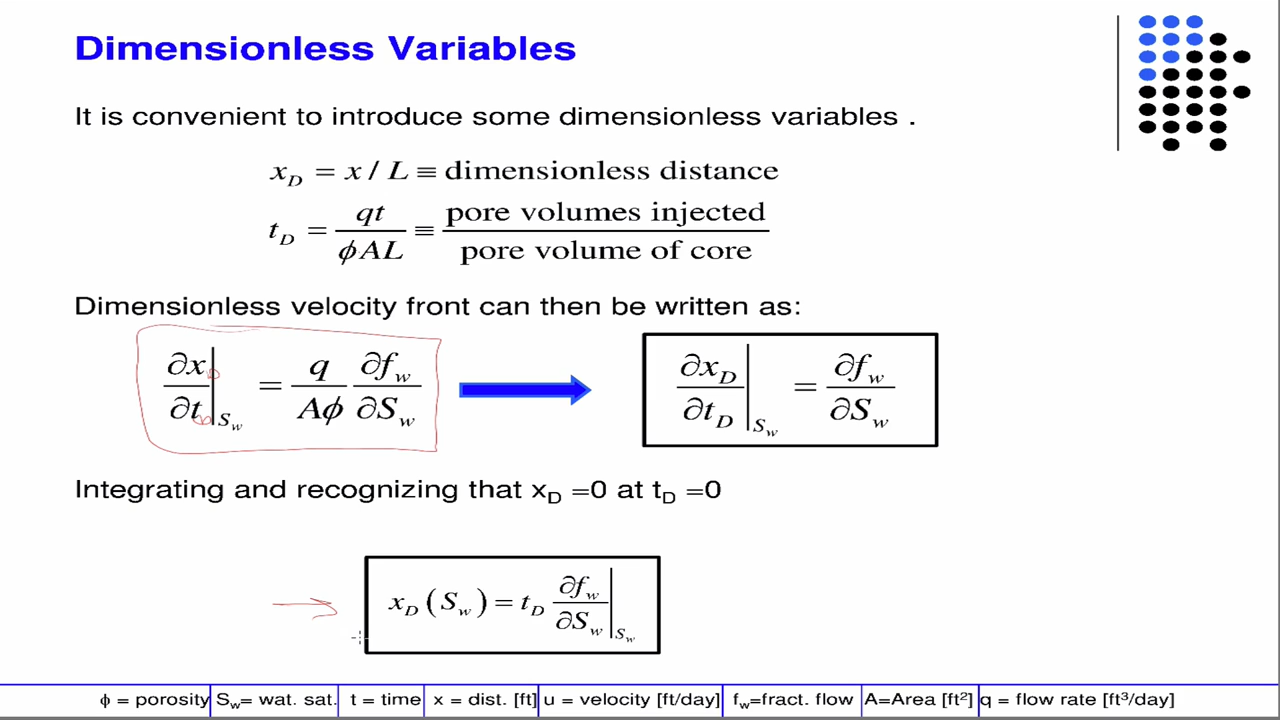 Dimensionless Variables
It is convenient to introduce some dimensionless variables .
x_D = x / L ≡ dimensionless distance
t_D = qt / ϕAL ≡ pore volumes injected / pore volume of core
Dimensionless velocity front can then be written as:
∂x/∂t|_{S_w} = q/Aϕ ∂f_w/∂S_w ∂x_D/∂t_D|_{S_w} = ∂f_w/∂S_w
Integrating and recognizing that x_D =0 at t_D =0
x_D (S_w) = t_D ∂f_w/∂S_w|_{S_w}
ϕ = porosity S_w= wat. sat. t = time x = dist. [ft] u = velocity [ft/day] f_w=fract. flow A=Area [ft²] q = flow rate [ft³/day]